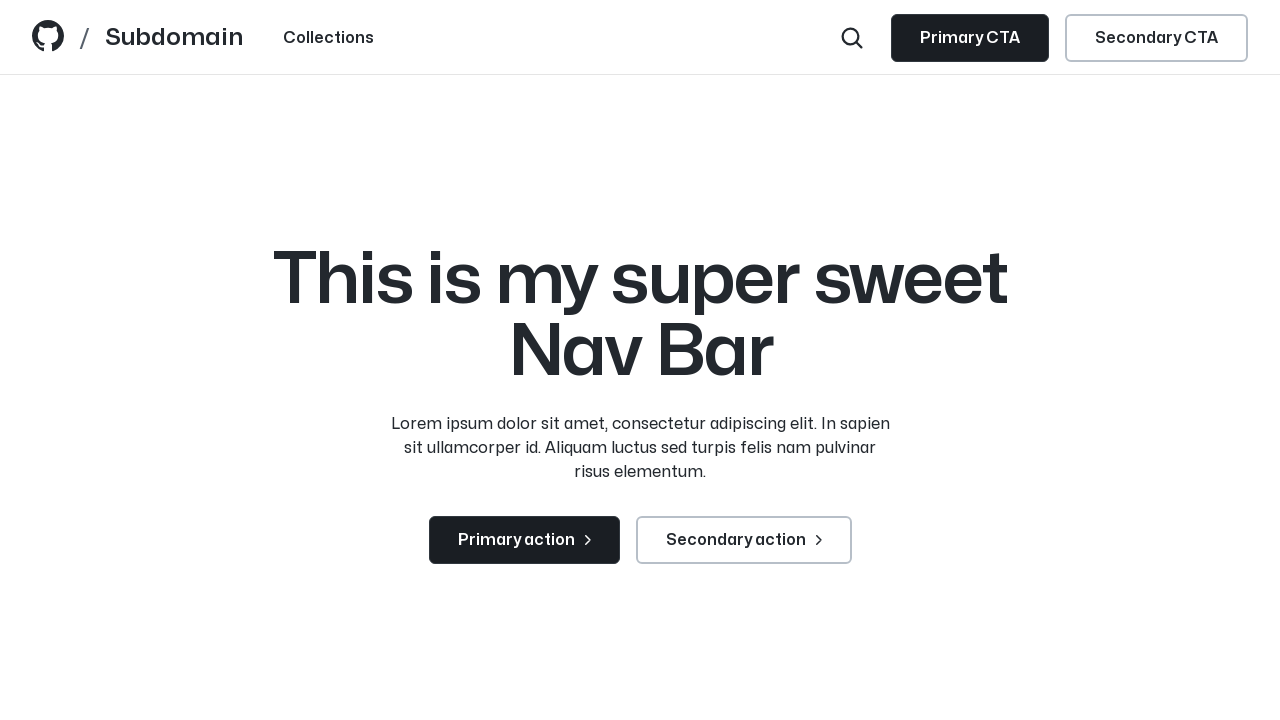 / Subdomain Collections Primary CTA Secondary CTA
This is my super sweet
Nav Bar
Lorem ipsum dolor sit amet, consectetur adipiscing elit. In sapien
sit ullamcorper id. Aliquam luctus sed turpis felis nam pulvinar
risus elementum.
Primary action Secondary action